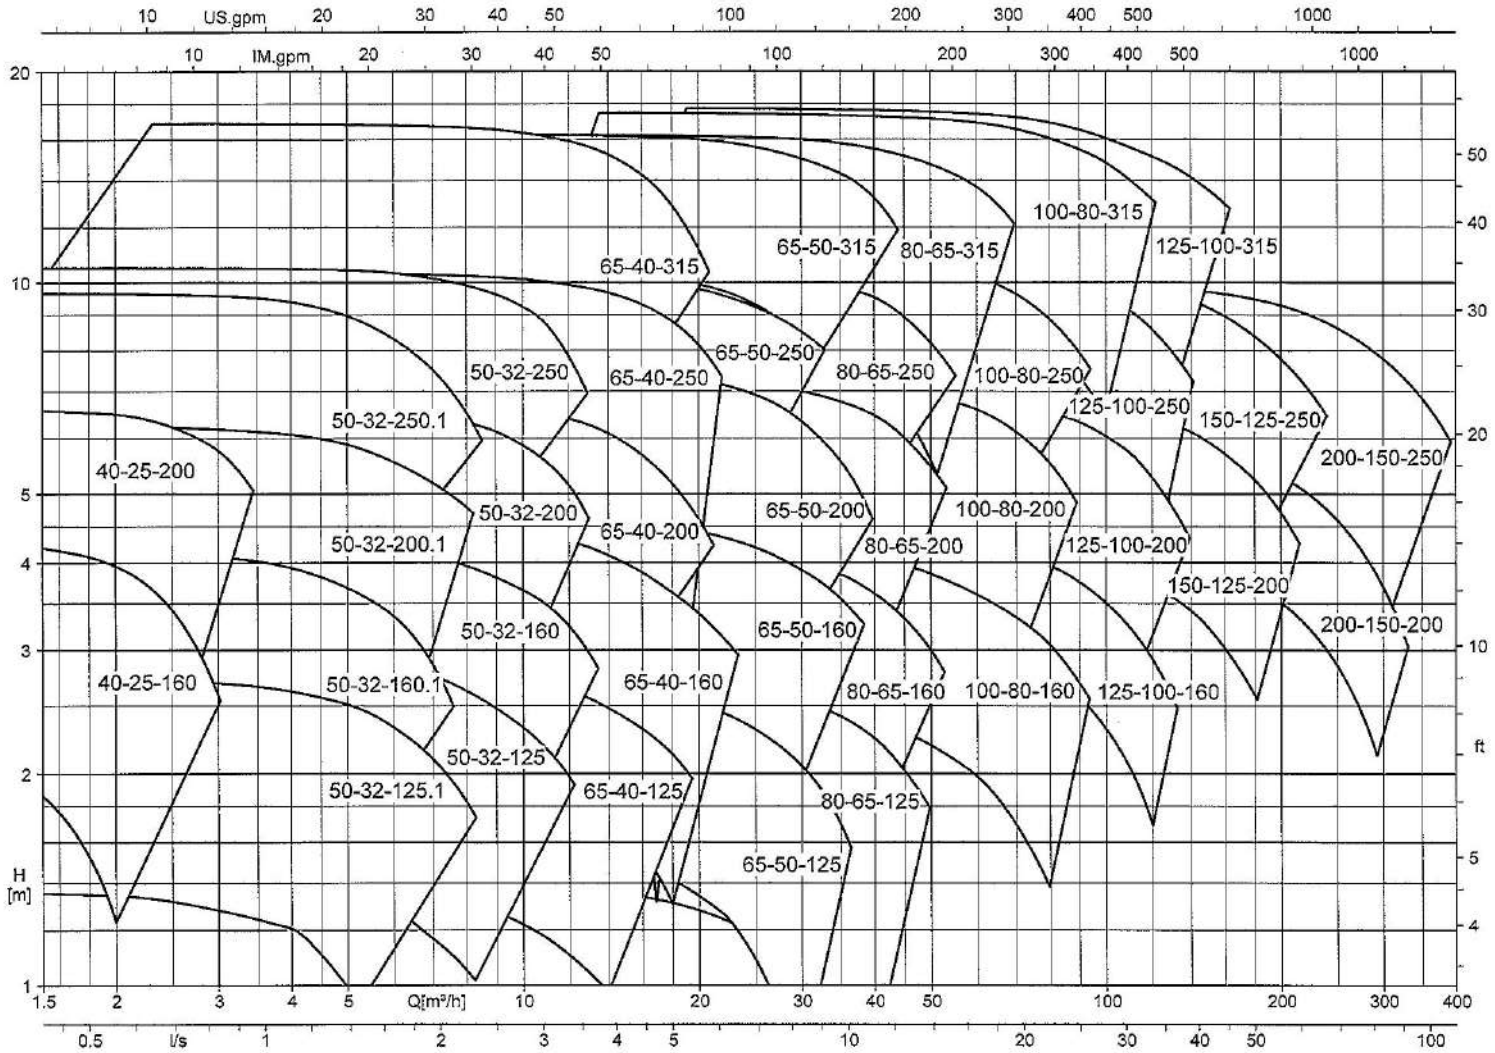 10 US.gpm 20 30 40 50 100 200 300 400 500 1000
10 IM.gpm 20 30 40 50 100 200 300 400 500 1000
20
50
100-80-315
40
65-50-315 80-65-315 125-100-315
65-40-315
10
30
65-50-250
50-32-250 65-40-250 80-65-250 100-80-250
125-100-250
50-32-250.1 150-125-250
20
40-25-200 200-150-250
5
50-32-200 65-50-200 100-80-200
65-40-200
50-32-200.1 80-65-200 125-100-200
4
150-125-200
50-32-160 65-50-160 200-150-200
3 10
40-25-160 50-32-160.1 65-40-160 80-65-160 100-80-160 125-100-160
ft
50-32-125
2
50-32-125.1 65-40-125 80-65-125
65-50-125 5
H
[m]
4
1
1.5 2 3 4 5 Q[m³/h] 10 20 30 40 50 100 200 300 400
0.5 l/s 1 2 3 4 5 10 20 30 40 50 100